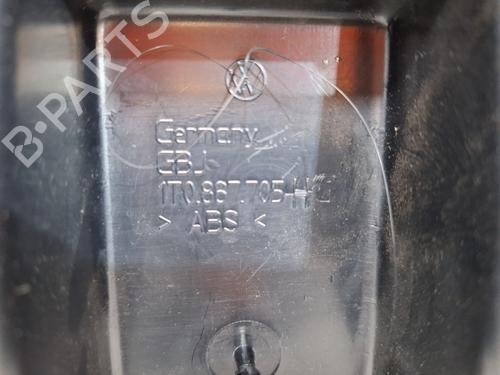 B-PARTS
Germany
GBJ
1T0.867.705
> ABS <